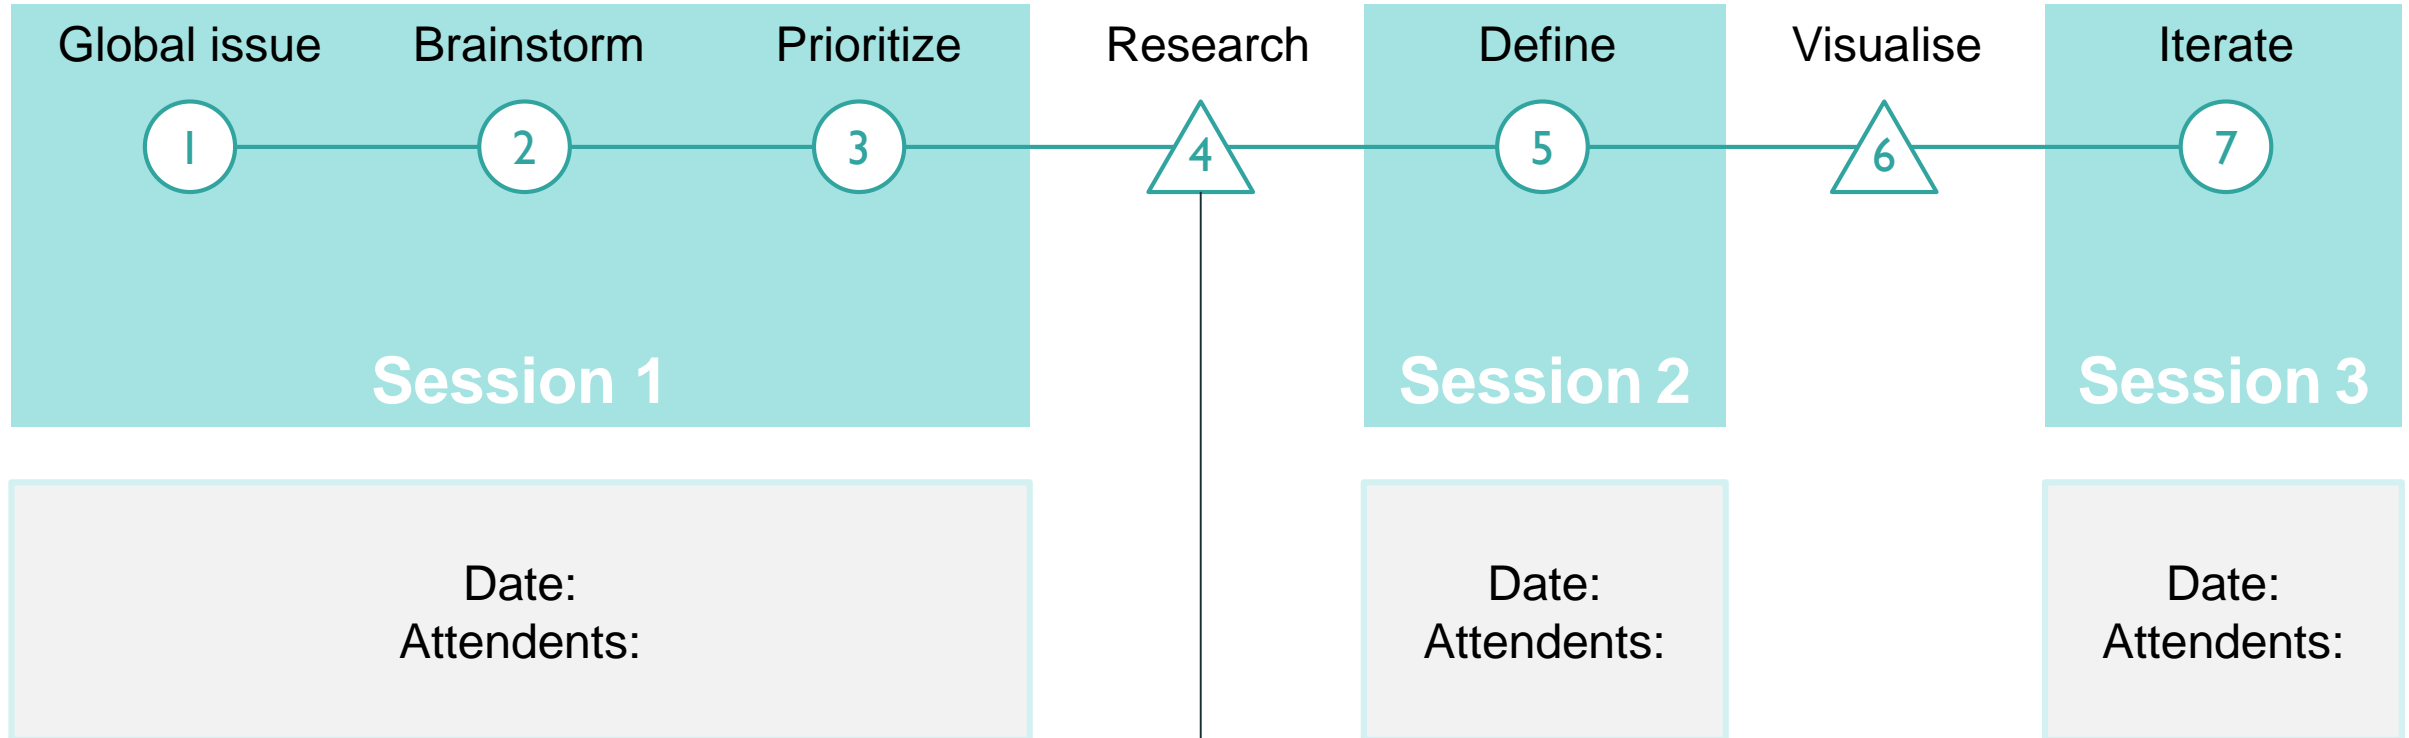 Global issue
Brainstorm
Prioritize
Research
Define
Visualise
Iterate
1
2
3
4
5
6
7
Session 1
Session 2
Session 3
Date:
Attendents:
Date:
Attendents:
Date:
Attendents: